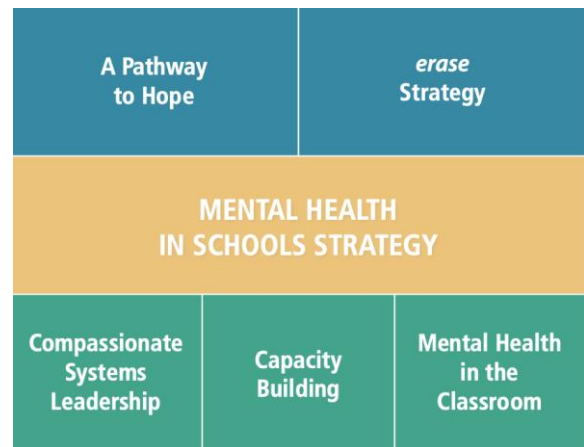 A Pathway
to Hope
erase
Strategy
MENTAL HEALTH
IN SCHOOLS STRATEGY
Compassionate
Systems
Leadership
Capacity
Building
Mental Health
in the
Classroom